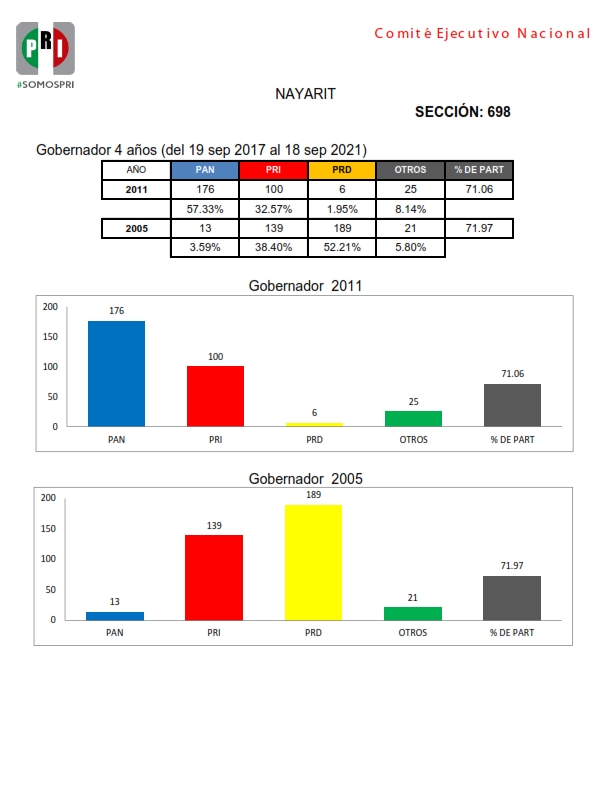 Comité Ejecutivo Nacional
PRI
#SOMOSPRI
NAYARIT
SECCIÓN: 698
Gobernador 4 años (del 19 sep 2017 al 18 sep 2021)
AÑO PAN PRI PRD OTROS % DE PART
2011 176 100 6 25 71.06
57.33% 32.57% 1.95% 8.14%
2005 13 139 189 21 71.97
3.59% 38.40% 52.21% 5.80%
Gobernador 2011
200
150
100
50
0
176
100
6
25
71.06
PAN PRI PRD OTROS % DE PART
Gobernador 2005
200
150
100
50
0
13
139
189
21
71.97
PAN PRI PRD OTROS % DE PART